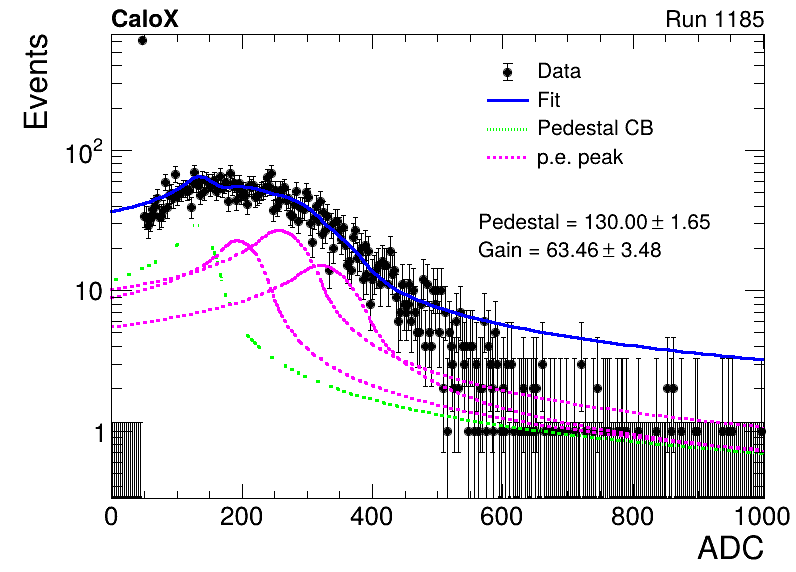 CaloX Run 1185
Events
Data
Fit
Pedestal CB
p.e. peak
Pedestal = 130.00 ± 1.65
Gain = 63.46 ± 3.48
10²
10
1
0 200 400 600 800 1000
ADC